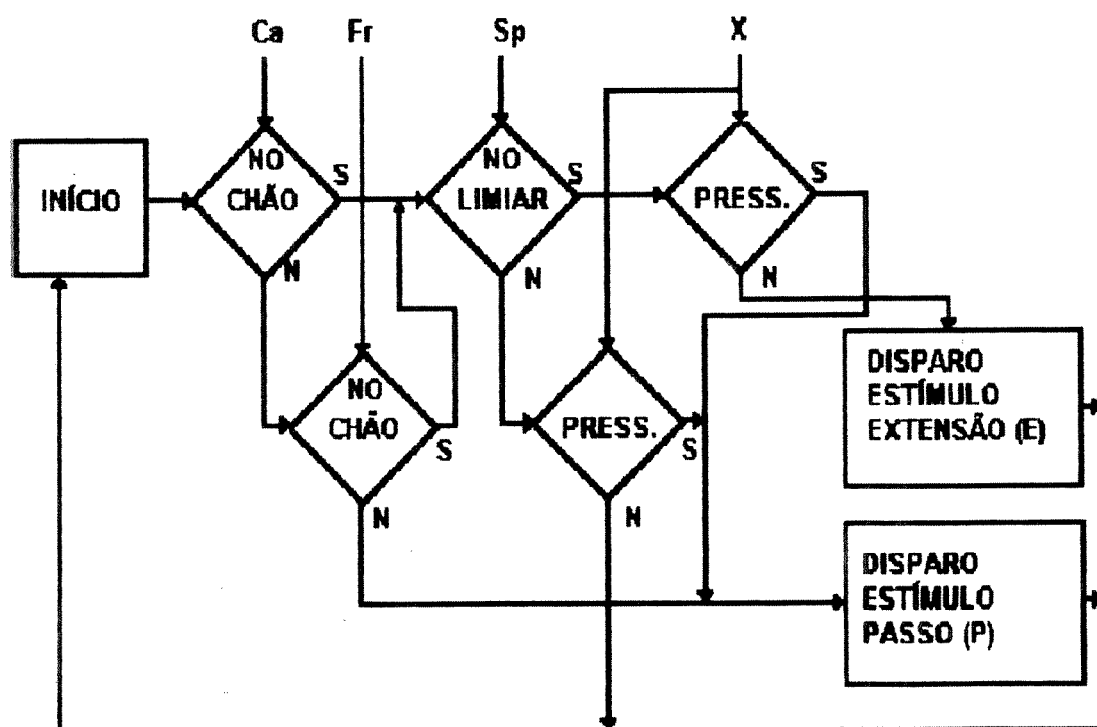 Ca Fr Sp X
INÍCIO
NO
CHÃO
S
N
NO
LIMIAR
S
N
PRESS.
S
N
NO
CHÃO
S
N
PRESS.
S
N
DISPARO
ESTÍMULO
EXTENSÃO (E)
DISPARO
ESTÍMULO
PASSO (P)